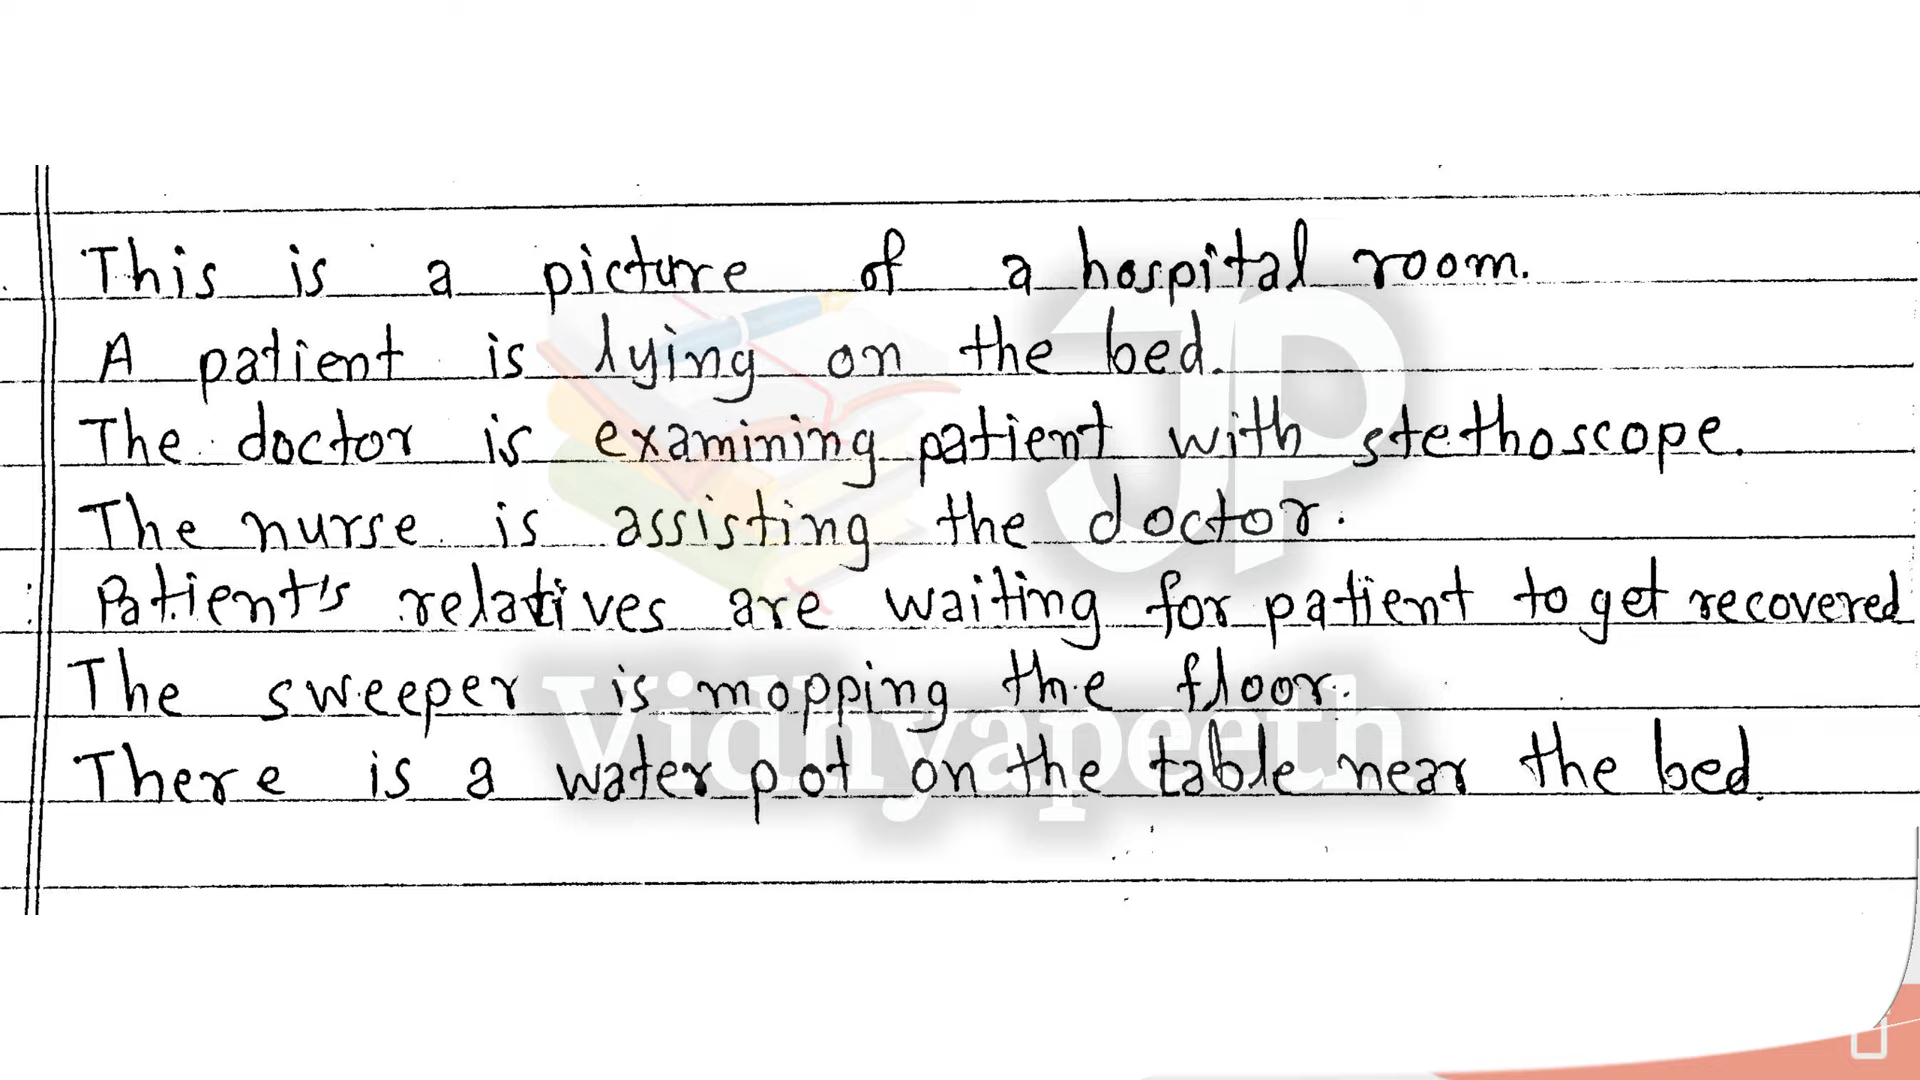 This is a picture of a hospital room.
A patient is lying on the bed.
The doctor is examining patient with stethoscope.
The nurse is assisting the doctor.
Patient's relatives are waiting for patient to get recovered
The sweeper is mopping the floor.
There is a water pot on the table near the bed.
JP
Vidhyapeeth